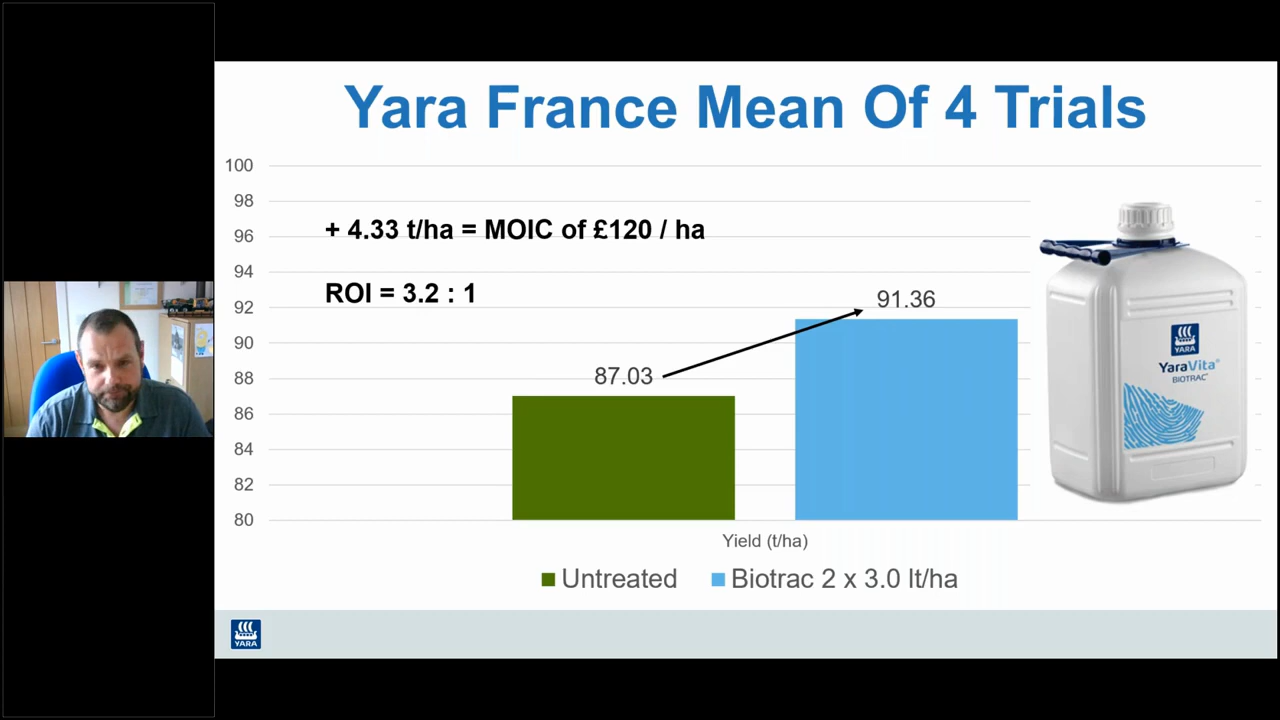 Yara France Mean Of 4 Trials
100
98
96
94
92
90
88
86
84
82
80
+ 4.33 t/ha = MOIC of £120 / ha
ROI = 3.2 : 1
87.03
91.36
Yield (t/ha)
Untreated
Biotrac 2 x 3.0 lt/ha
YARA
YaraVita®
BIOTRAC™
YARA